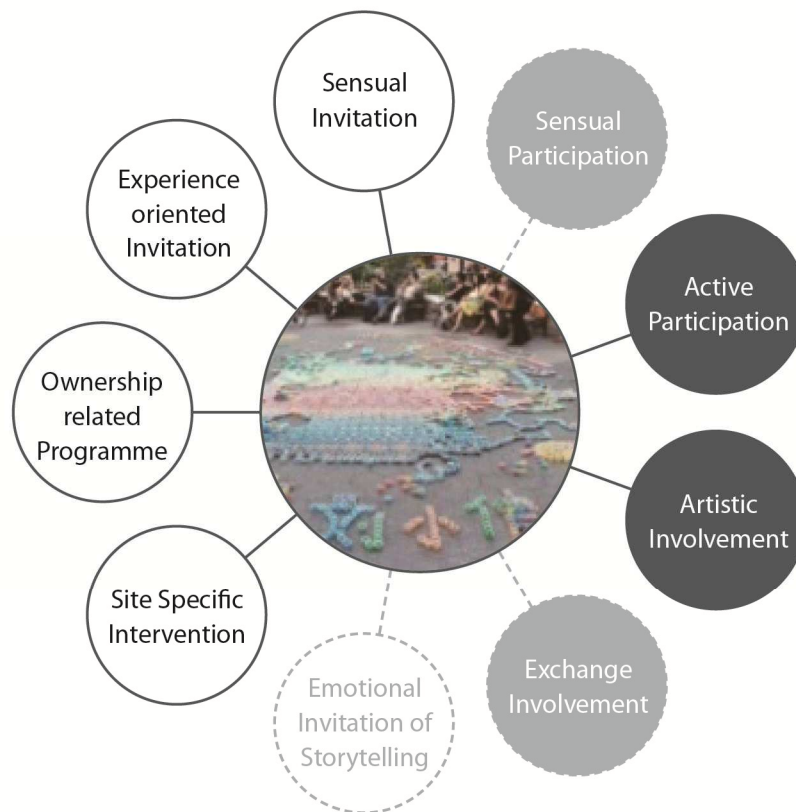 Sensual
Invitation
Sensual
Participation
Experience
oriented
Invitation
Active
Participation
Ownership
related
Programme
Artistic
Involvement
Site Specific
Intervention
Exchange
Involvement
Emotional
Invitation of
Storytelling